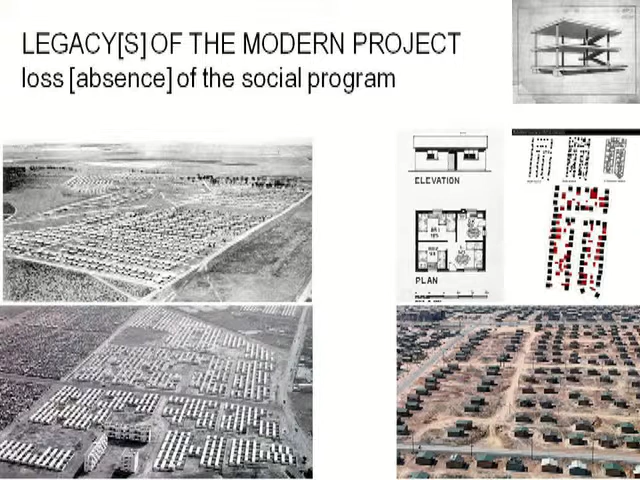 LEGACY[S] OF THE MODERN PROJECT
loss [absence] of the social program
ELEVATION
PLAN